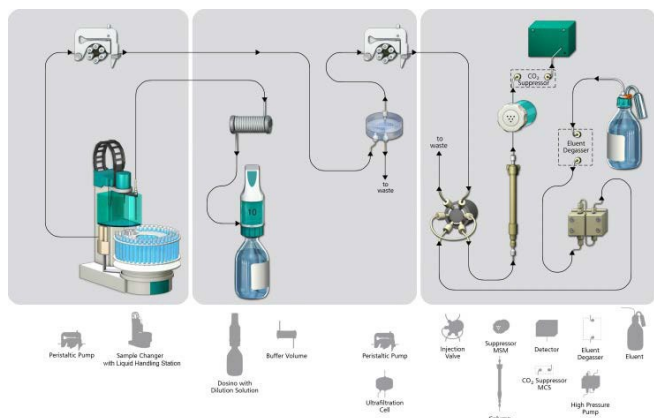 CO₂
Suppressor
to
waste
Eluent
Degasser
10
to
waste
Peristaltic Pump
Sample Changer
with Liquid Handling Station
Dosino with
Dilution Solution
Buffer Volume
Peristaltic Pump
Ultrafiltration
Cell
Injection
Valve
Suppressor
MSM
Detector
Eluent
Degasser
Eluent
CO₂ Suppressor
MCS
High Pressure
Pump